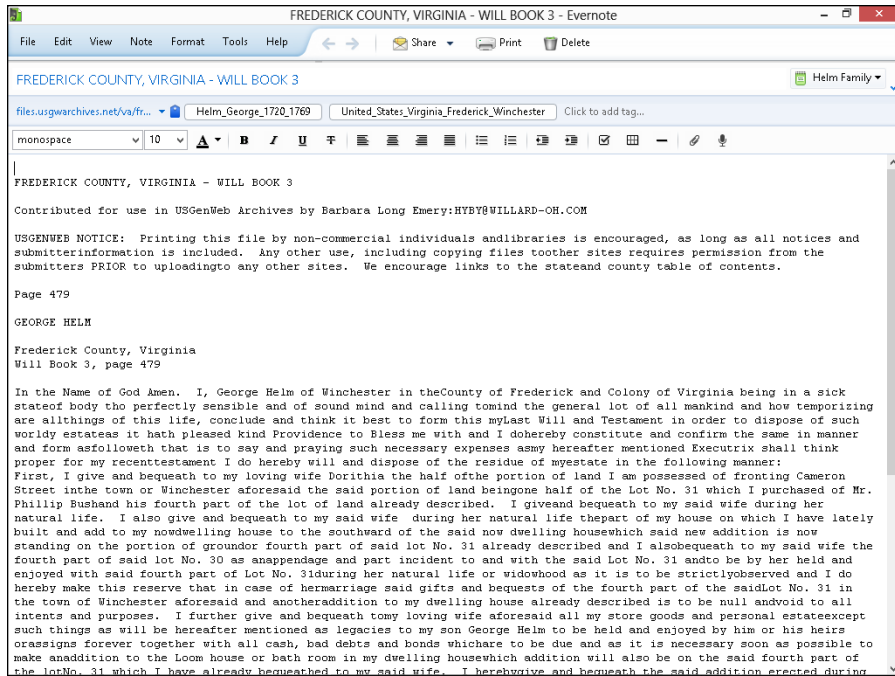 FREDERICK COUNTY, VIRGINIA - WILL BOOK 3 - Evernote
File Edit View Note Format Tools Help Share Print Delete
FREDERICK COUNTY, VIRGINIA - WILL BOOK 3 Helm Family
files.usgwarchives.net/va/fr... Helm_George_1720_1769 United_States_Virginia_Frederick_Winchester Click to add tag...
monospace 10 A B I U T
FREDERICK COUNTY, VIRGINIA - WILL BOOK 3
Contributed for use in USGenWeb Archives by Barbara Long Emery:HYBY@WILLARD-OH.COM
USGENWEB NOTICE:  Printing this file by non-commercial individuals andlibraries is encouraged, as long as all notices and
submitterinformation is included.  Any other use, including copying files toother sites requires permission from the
submitters PRIOR to uploadingto any other sites.  We encourage links to the stateand county table of contents.
Page 479
GEORGE HELM
Frederick County, Virginia
Will Book 3, page 479
In the Name of God Amen.  I, George Helm of Winchester in theCounty of Frederick and Colony of Virginia being in a sick
stateof body tho perfectly sensible and of sound mind and calling tomind the general lot of all mankind and how temporizing
are allthings of this life, conclude and think it best to form this myLast Will and Testament in order to dispose of such
worldy estateas it hath pleased kind Providence to Bless me with and I dohereby constitute and confirm the same in manner
and form asfolloweth that is to say and praying such necessary expenses asmy hereafter mentioned Executrix shall think
proper for my recenttestament I do hereby will and dispose of the residue of myestate in the following manner:
First, I give and bequeath to my loving wife Dorithia the half ofthe portion of land I am possessed of fronting Cameron
Street inthe town or Winchester aforesaid the said portion of land beingone half of the Lot No. 31 which I purchased of Mr.
Phillip Bushand his fourth part of the lot of land already described.  I giveand bequeath to my said wife during her
natural life.  I also give and bequeath to my said wife  during her natural life thepart of my house on which I have lately
built and add to my nowdwelling house to the southward of the said now dwelling housewhich said new addition is now
standing on the portion of groundor fourth part of said lot No. 31 already described and I alsobequeath to my said wife the
fourth part of said lot No. 30 as anappendage and part incident to and with the said Lot No. 31 andto be by her held and
enjoyed with said fourth part of Lot No. 31during her natural life or widowhood as it is to be strictlyobserved and I do
hereby make this reserve that in case of hermarriage said gifts and bequests of the fourth part of the saidLot No. 31 in
the town of Winchester aforesaid and anotheraddition to my dwelling house already described is to be null andvoid to all
intents and purposes.  I further give and bequeath tomy loving wife aforesaid all my store goods and personal estateexcept
such things as will be hereafter mentioned as legacies to my son George Helm to be held and enjoyed by him or his heirs
orassigns forever together with all cash, bad debts and bonds whichare to be due and as it is necessary soon as possible to
make anaddition to the Loom house or bath room in my dwelling housewhich addition will also be on the said fourth part of
the lotNo. 31 which I have already bequeathed to my said wife.  I herebygive and bequeath the said addition erected during